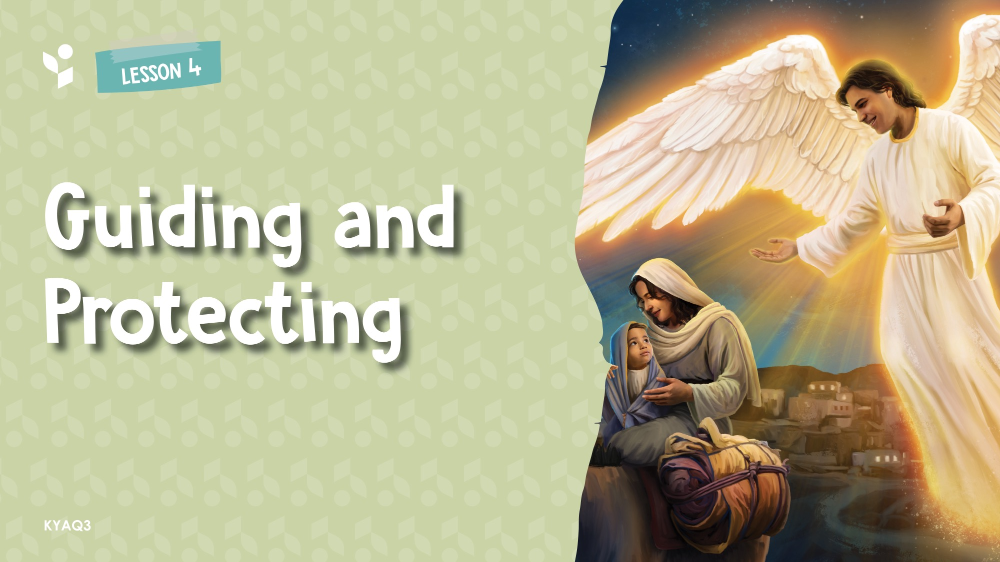 LESSON 4
Guiding and
Protecting
KYAQ3